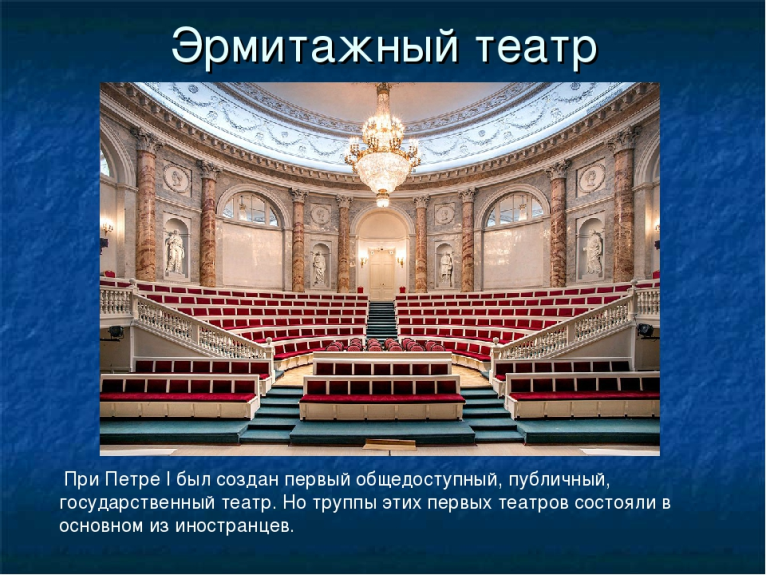 Эрмитажный театр
При Петре I был создан первый общедоступный, публичный,
государственный театр. Но труппы этих первых театров состояли в
основном из иностранцев.